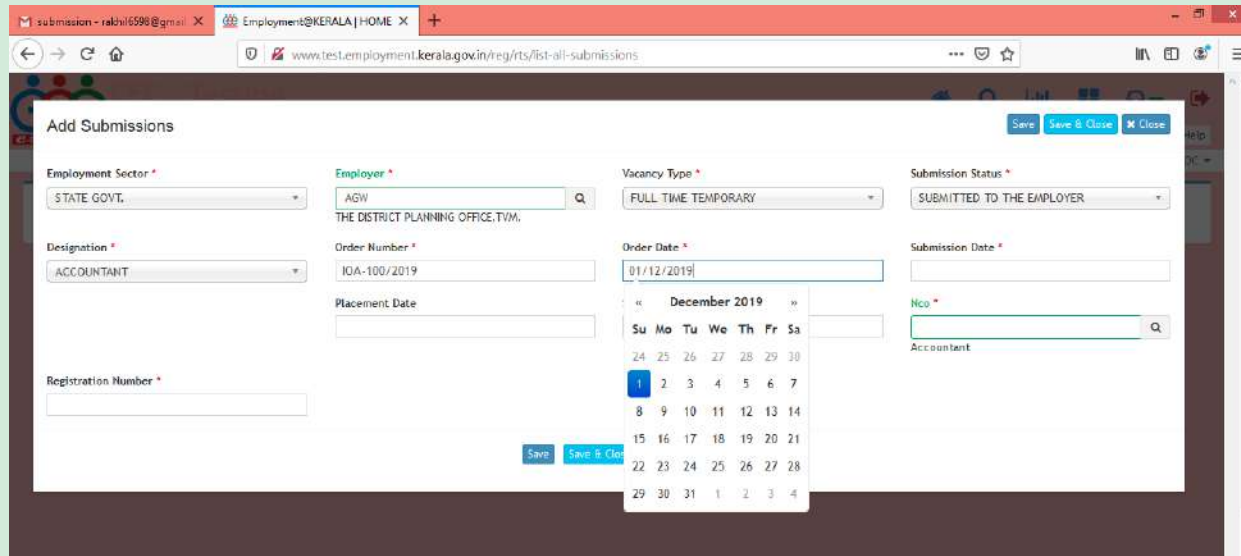 submission - rakhil6598@gmail
Employment@KERALA | HOME
www.test.employment.kerala.gov.in/reg/rts/list-all-submissions
Help
Add Submissions
Save Save & Close Close
Employment Sector * Employer * Vacancy Type * Submission Status *
STATE GOVT. AGW FULL TIME TEMPORARY SUBMITTED TO THE EMPLOYER
THE DISTRICT PLANNING OFFICE,TVM.
Designation * Order Number * Order Date * Submission Date *
ACCOUNTANT IOA-100/2019 01/12/2019
Placement Date Nco *
Accountant
« December 2019 »
Su Mo Tu We Th Fr Sa
24 25 26 27 28 29 30
1 2 3 4 5 6 7
8 9 10 11 12 13 14
15 16 17 18 19 20 21
22 23 24 25 26 27 28
29 30 31 1 2 3 4
Registration Number *
Save Save & Clos